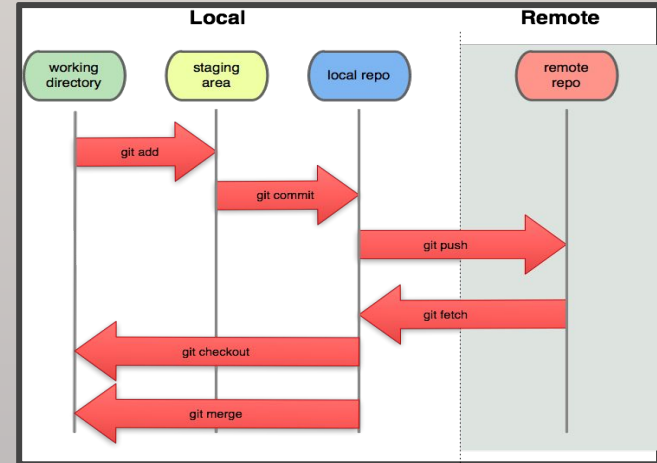 Local
Remote
working
directory
staging
area
local repo
remote
repo
git add
git commit
git push
git fetch
git checkout
git merge